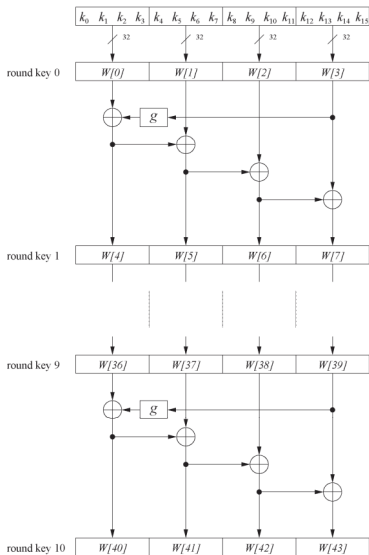 k₀ k₁ k₂ k₃ k₄ k₅ k₆ k₇ k₈ k₉ k₁₀ k₁₁ k₁₂ k₁₃ k₁₄ k₁₅
32 32 32 32
round key 0 W[0] W[1] W[2] W[3]
g
round key 1 W[4] W[5] W[6] W[7]
round key 9 W[36] W[37] W[38] W[39]
g
round key 10 W[40] W[41] W[42] W[43]